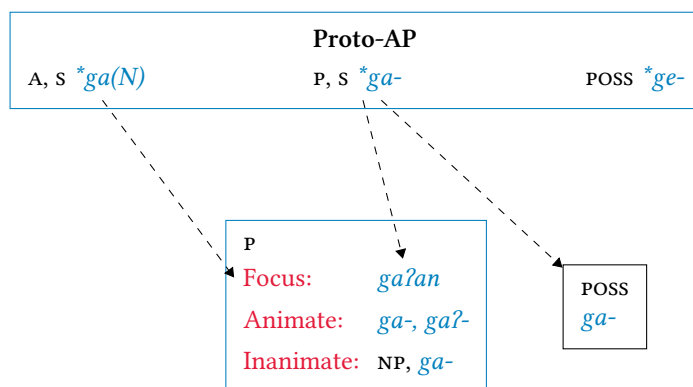 Proto-AP
A, S *ga(N) P, S *ga- POSS *ge-
P
Focus: gaʔan
Animate: ga-, gaʔ-
Inanimate: NP, ga-
POSS
ga-